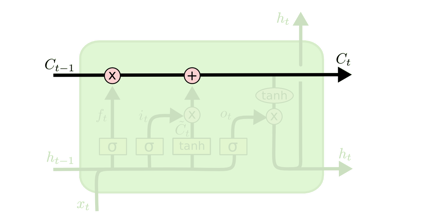 h_t
C_{t-1} × + C_t
tanh
f_t i_t C̃_t o_t ×
×
σ σ tanh σ
h_{t-1} h_t
x_t